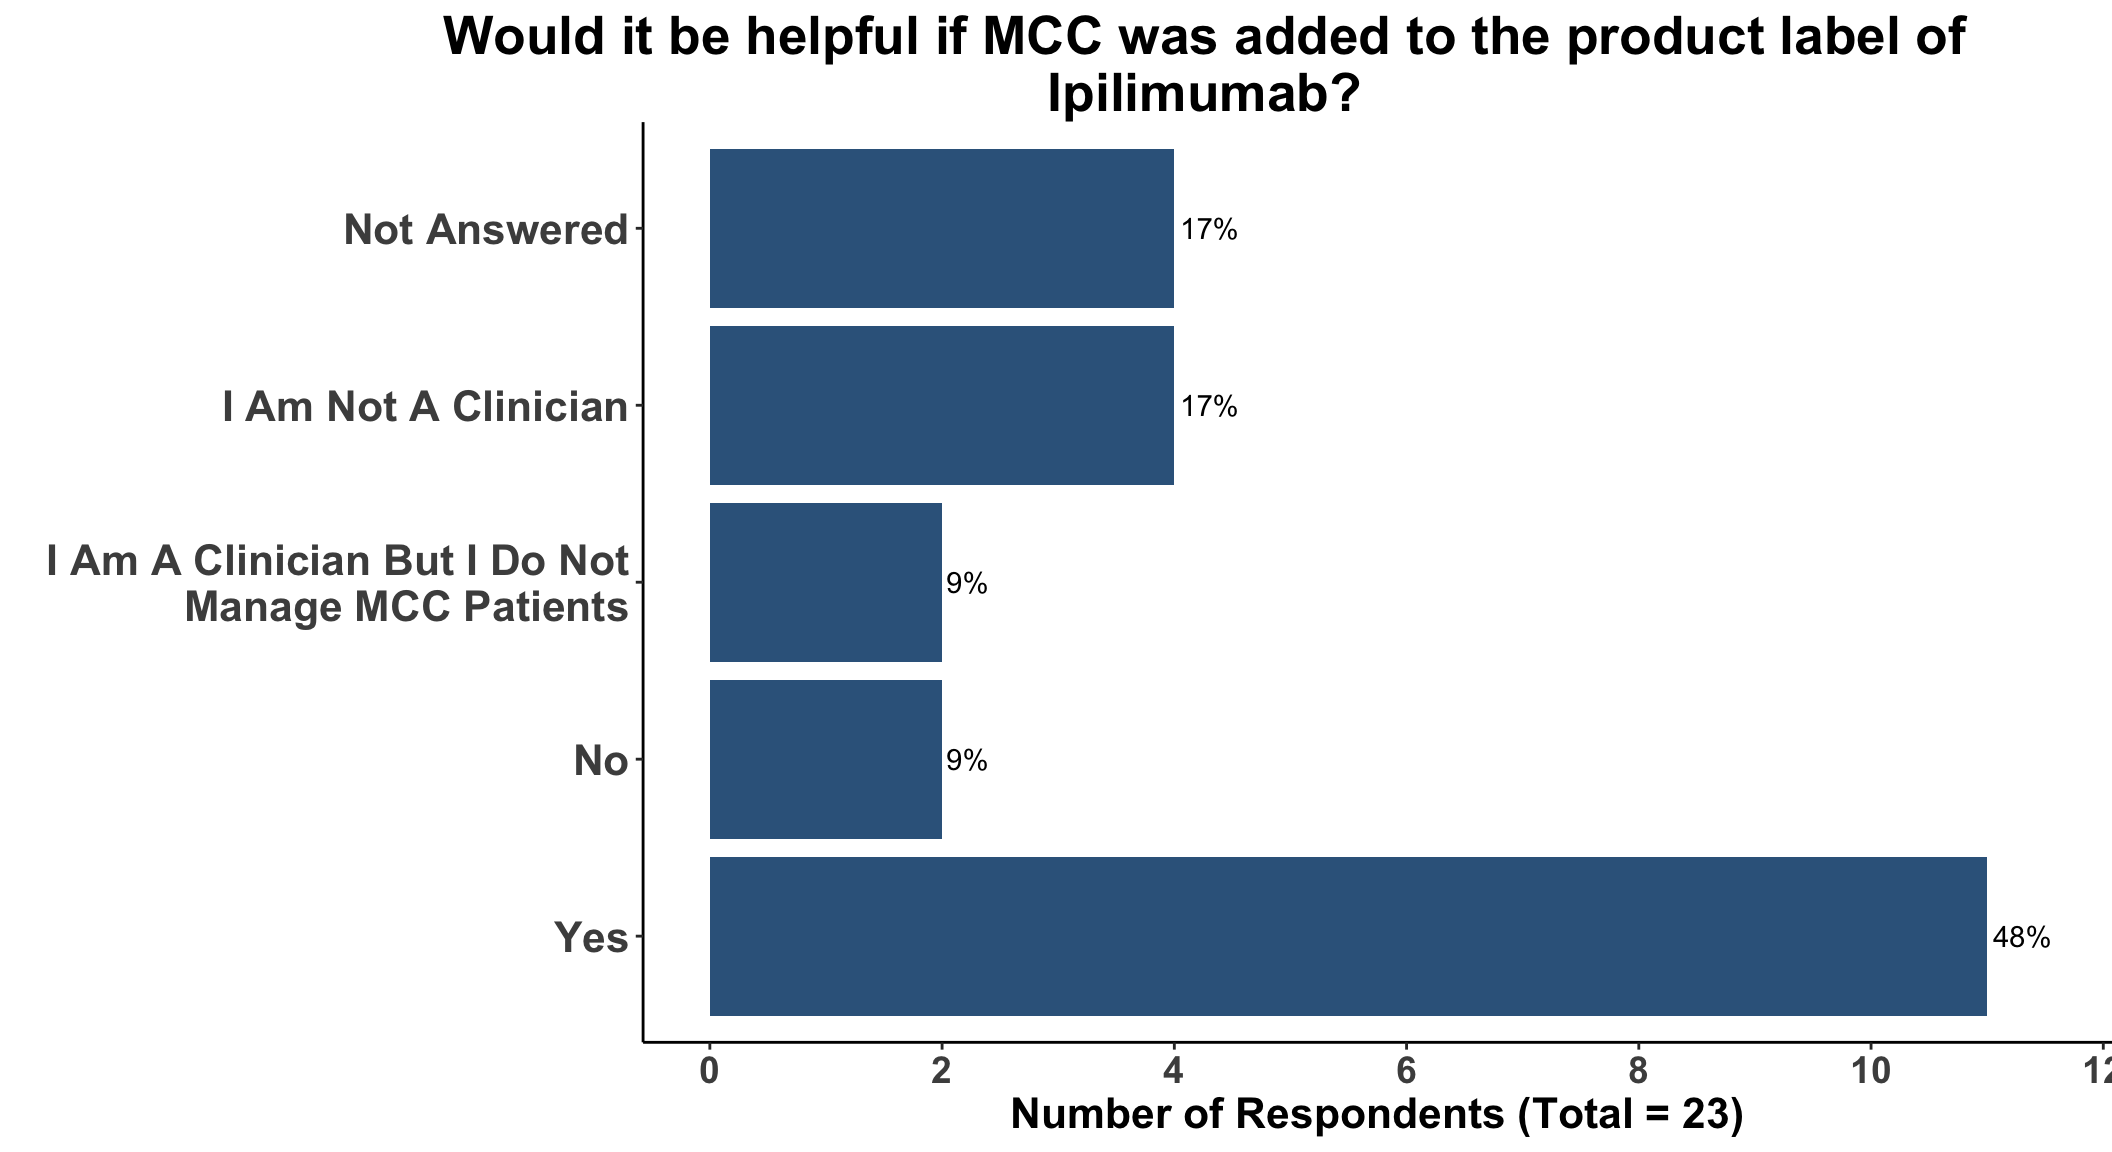 Would it be helpful if MCC was added to the product label of
Ipilimumab?
Not Answered
17%
I Am Not A Clinician
17%
I Am A Clinician But I Do Not
Manage MCC Patients
9%
No
9%
Yes
48%
0 2 4 6 8 10 12
Number of Respondents (Total = 23)